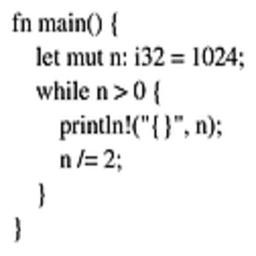 fn main() {
    let mut n: i32 = 1024;
    while n > 0 {
        println!("{}", n);
        n /= 2;
    }
}